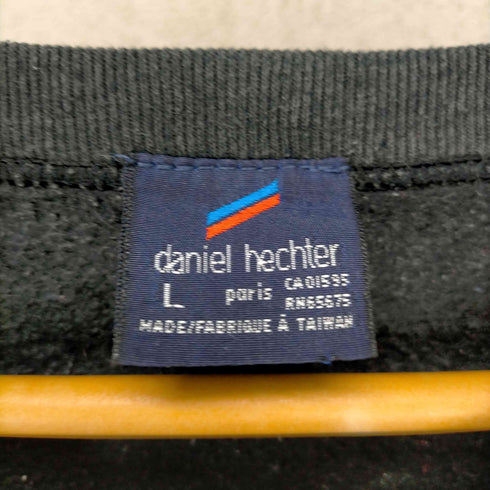 daniel hechter
L paris CA01595
RN65675
MADE/FABRIQUE À TAIWAN